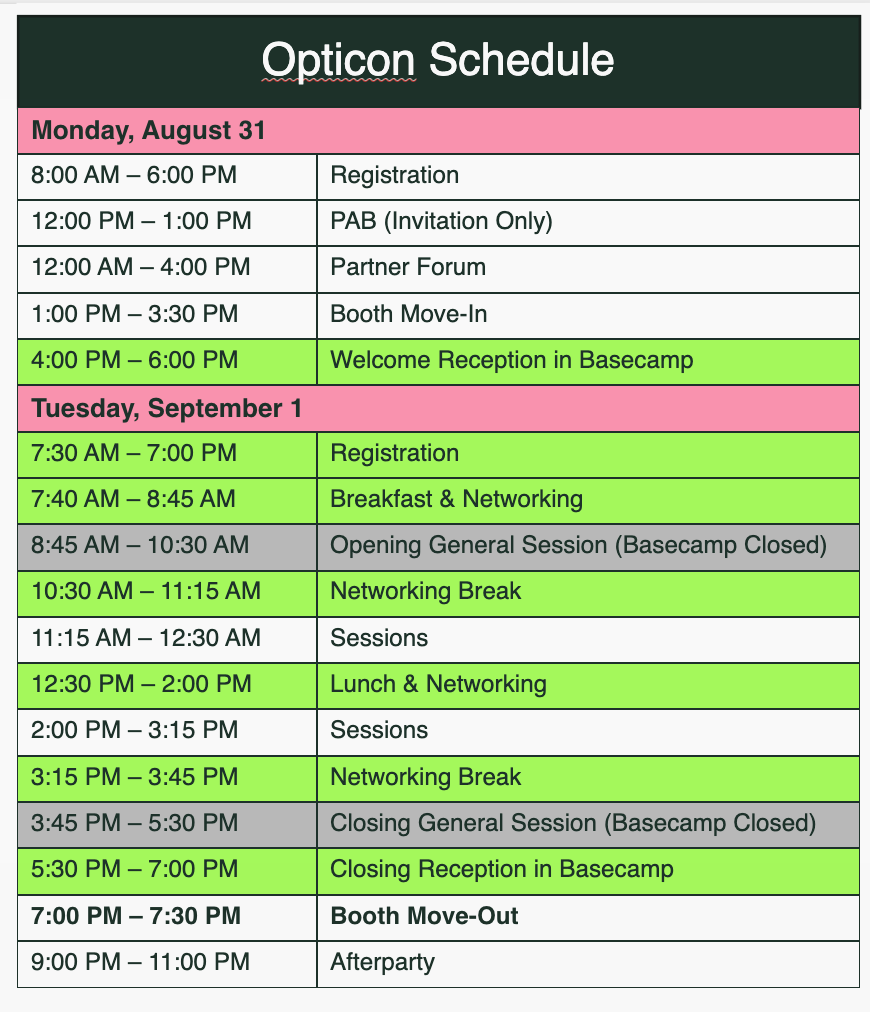 Opticon Schedule
Monday, August 31
8:00 AM – 6:00 PM Registration
12:00 PM – 1:00 PM PAB (Invitation Only)
12:00 AM – 4:00 PM Partner Forum
1:00 PM – 3:30 PM Booth Move-In
4:00 PM – 6:00 PM Welcome Reception in Basecamp
Tuesday, September 1
7:30 AM – 7:00 PM Registration
7:40 AM – 8:45 AM Breakfast & Networking
8:45 AM – 10:30 AM Opening General Session (Basecamp Closed)
10:30 AM – 11:15 AM Networking Break
11:15 AM – 12:30 AM Sessions
12:30 PM – 2:00 PM Lunch & Networking
2:00 PM – 3:15 PM Sessions
3:15 PM – 3:45 PM Networking Break
3:45 PM – 5:30 PM Closing General Session (Basecamp Closed)
5:30 PM – 7:00 PM Closing Reception in Basecamp
7:00 PM – 7:30 PM Booth Move-Out
9:00 PM – 11:00 PM Afterparty